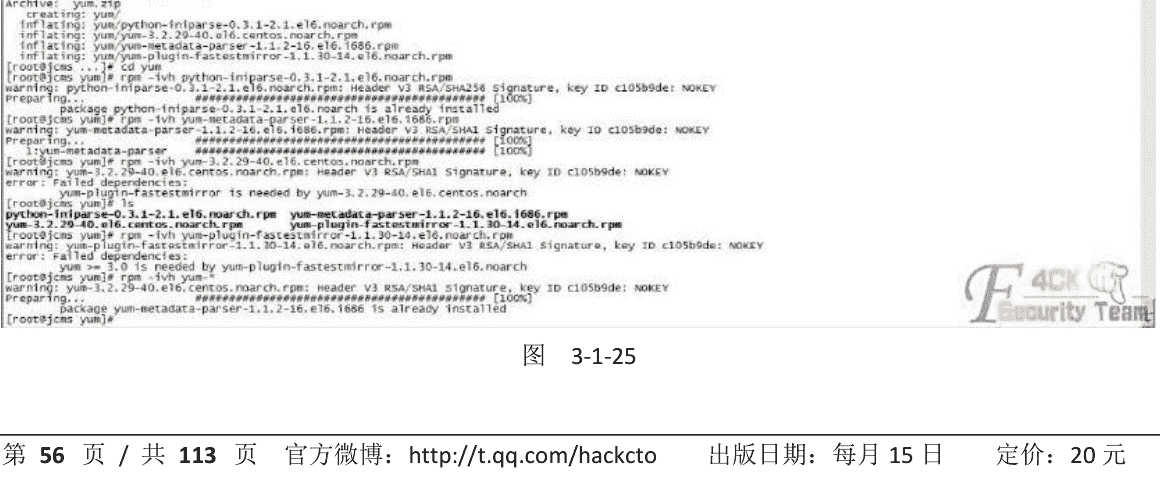 Archive:  yum.zip
creating: yum/
inflating: yum/python-iniparse-0.3.1-2.1.el6.noarch.rpm
inflating: yum/yum-3.2.29-40.el6.centos.noarch.rpm
inflating: yum/yum-metadata-parser-1.1.2-16.el6.i686.rpm
inflating: yum/yum-plugin-fastestmirror-1.1.30-14.el6.noarch.rpm
[root@jcms ...]# cd yum
[root@jcms yum]# rpm -ivh python-iniparse-0.3.1-2.1.el6.noarch.rpm
warning: python-iniparse-0.3.1-2.1.el6.noarch.rpm: Header V3 RSA/SHA256 Signature, key ID c105b9de: NOKEY
Preparing... ########################################### [100%]
package python-iniparse-0.3.1-2.1.el6.noarch is already installed
[root@jcms yum]# rpm -ivh yum-metadata-parser-1.1.2-16.el6.i686.rpm
warning: yum-metadata-parser-1.1.2-16.el6.i686.rpm: Header V3 RSA/SHA1 Signature, key ID c105b9de: NOKEY
Preparing... ########################################### [100%]
1:yum-metadata-parser ########################################### [100%]
[root@jcms yum]# rpm -ivh yum-3.2.29-40.el6.centos.noarch.rpm
warning: yum-3.2.29-40.el6.centos.noarch.rpm: Header V3 RSA/SHA1 Signature, key ID c105b9de: NOKEY
error: Failed dependencies:
yum-plugin-fastestmirror is needed by yum-3.2.29-40.el6.centos.noarch
[root@jcms yum]# ls
python-iniparse-0.3.1-2.1.el6.noarch.rpm  yum-metadata-parser-1.1.2-16.el6.i686.rpm
yum-3.2.29-40.el6.centos.noarch.rpm  yum-plugin-fastestmirror-1.1.30-14.el6.noarch.rpm
[root@jcms yum]# rpm -ivh yum-plugin-fastestmirror-1.1.30-14.el6.noarch.rpm
warning: yum-plugin-fastestmirror-1.1.30-14.el6.noarch.rpm: Header V3 RSA/SHA1 Signature, key ID c105b9de: NOKEY
error: Failed dependencies:
yum >= 3.0 is needed by yum-plugin-fastestmirror-1.1.30-14.el6.noarch
[root@jcms yum]# rpm -ivh yum-*
warning: yum-3.2.29-40.el6.centos.noarch.rpm: Header V3 RSA/SHA1 Signature, key ID c105b9de: NOKEY
Preparing... ########################################### [100%]
package yum-metadata-parser-1.1.2-16.el6.i686 is already installed
[root@jcms yum]#
F4CK
Security Team
图 3-1-25
第 56 页 / 共 113 页 官方微博：http://t.qq.com/hackcto 出版日期：每月 15 日 定价：20 元